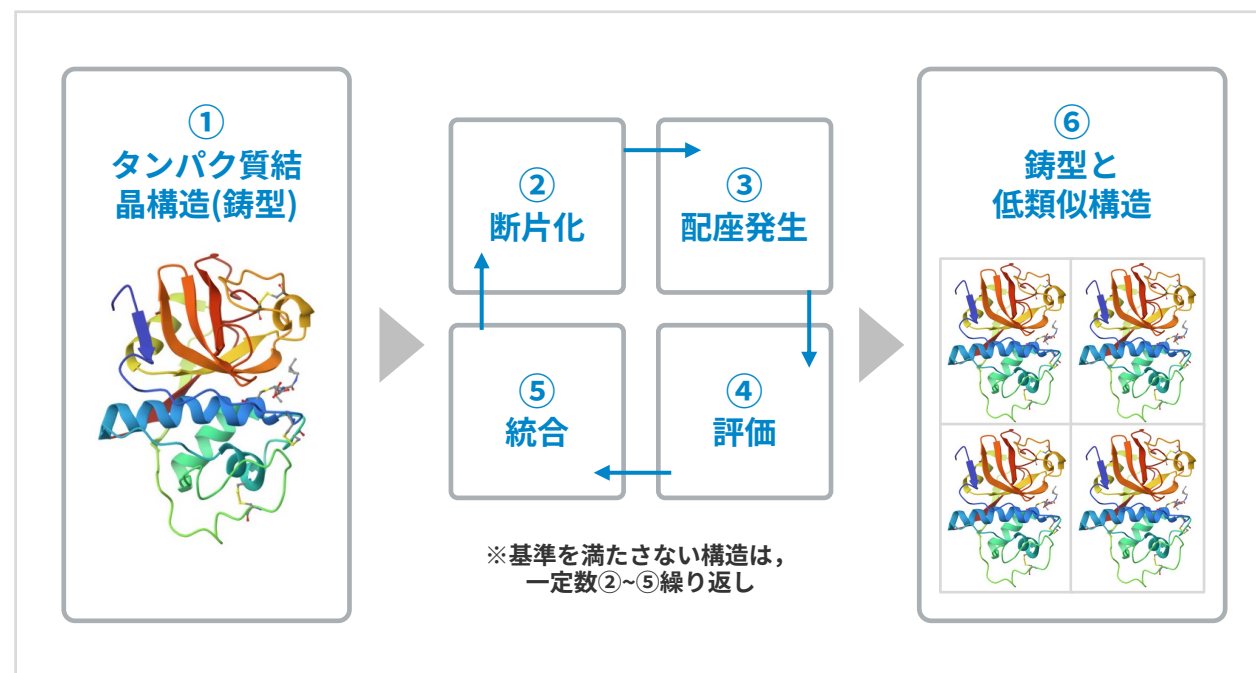 ①
タンパク質結
晶構造(鋳型)
②
断片化
③
配座発生
⑤
統合
④
評価
※基準を満たさない構造は，
一定数②~⑤繰り返し
⑥
鋳型と
低類似構造